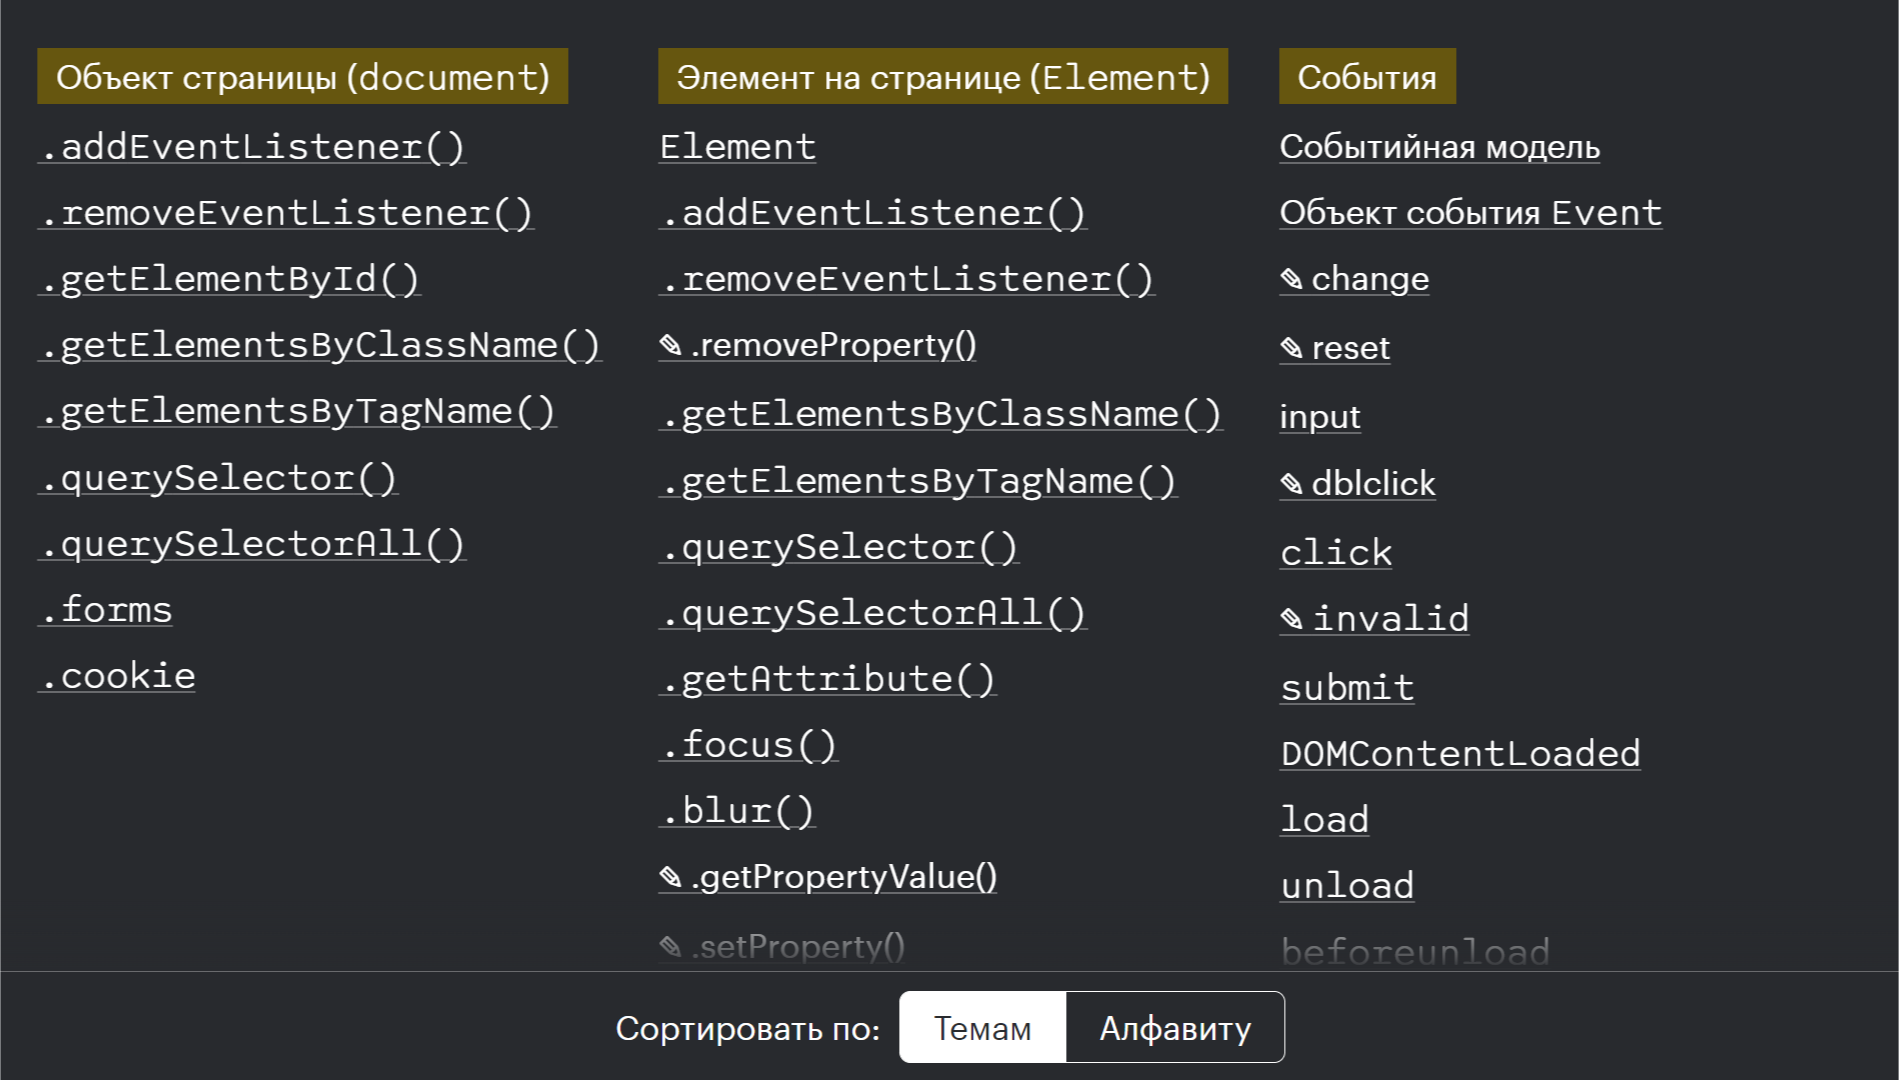 Объект страницы (document)
.addEventListener()
.removeEventListener()
.getElementById()
.getElementsByClassName()
.getElementsByTagName()
.querySelector()
.querySelectorAll()
.forms
.cookie
Элемент на странице (Element)
Element
.addEventListener()
.removeEventListener()
✎ .removeProperty()
.getElementsByClassName()
.getElementsByTagName()
.querySelector()
.querySelectorAll()
.getAttribute()
.focus()
.blur()
✎ .getPropertyValue()
✎ .setProperty()
События
Событийная модель
Объект события Event
✎ change
✎ reset
input
✎ dblclick
click
✎ invalid
submit
DOMContentLoaded
load
unload
beforeunload
Сортировать по: Темам Алфавиту